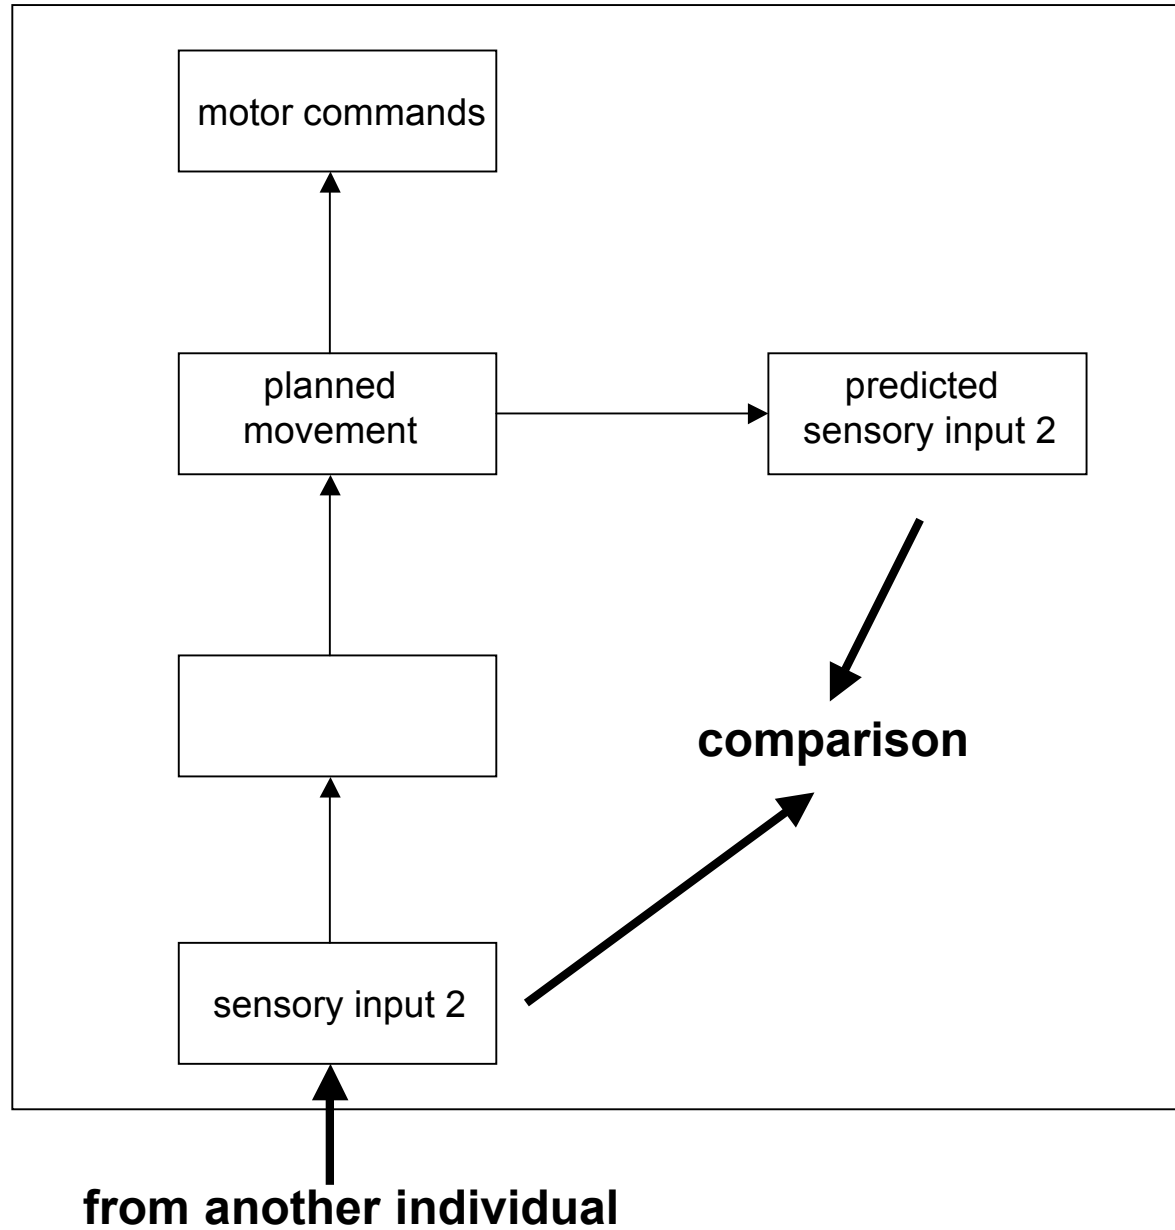 motor commands
planned
movement
predicted
sensory input 2
comparison
sensory input 2
from another individual